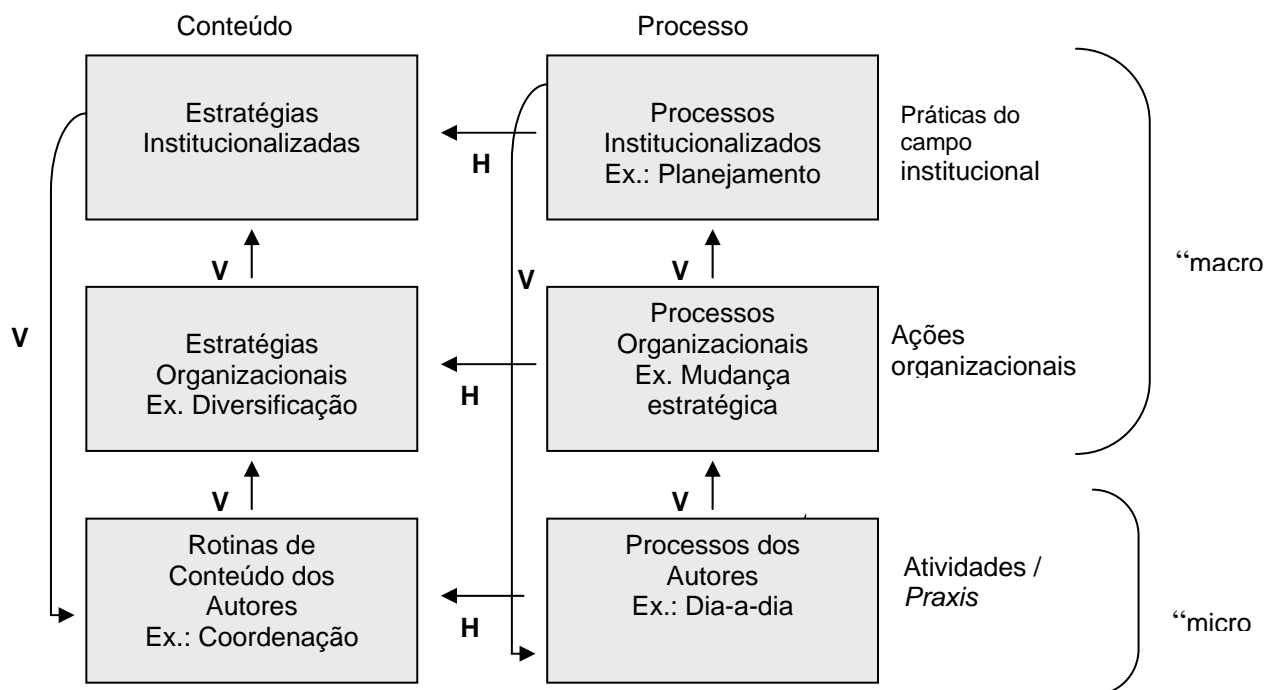 Conteúdo
Processo
Estratégias
Institucionalizadas
Processos
Institucionalizados
Ex.: Planejamento
Práticas do
campo
institucional
H
V
V
V
V
“macro
Estratégias
Organizacionais
Ex. Diversificação
Processos
Organizacionais
Ex. Mudança
estratégica
Ações
organizacionais
H
V
V
Rotinas de
Conteúdo dos
Autores
Ex.: Coordenação
Processos dos
Autores
Ex.: Dia-a-dia
Atividades /
Praxis
H
“micro